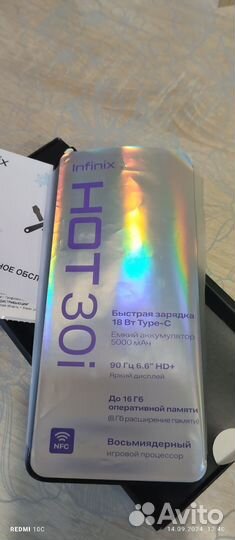 Infinix
HOT 30i
Быстрая зарядка
18 Вт Type-C
Емкий аккумулятор
5000 мАч
90 Гц 6.6" HD+
Яркий дисплей
До 16 Гб
оперативной памяти
(8 Гб расширение памяти)
NFC
Восьмиядерный
игровой процессор
REDMI 10C
14.09.2024 12:40
Avito